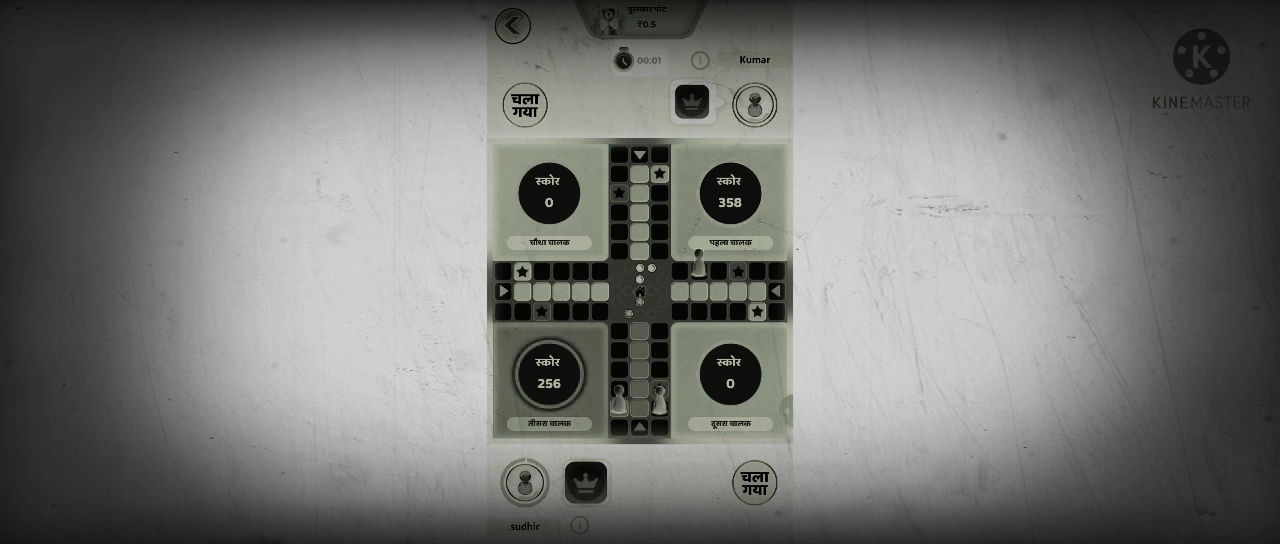 पुरस्कार पोट
₹0.5
00:01
Kumar
चला
गया
K
KINEMASTER
स्कोर
0
चौथा चालक
स्कोर
358
पहला चालक
स्कोर
256
तीसरा चालक
स्कोर
0
दूसरा चालक
चला
गया
sudhir